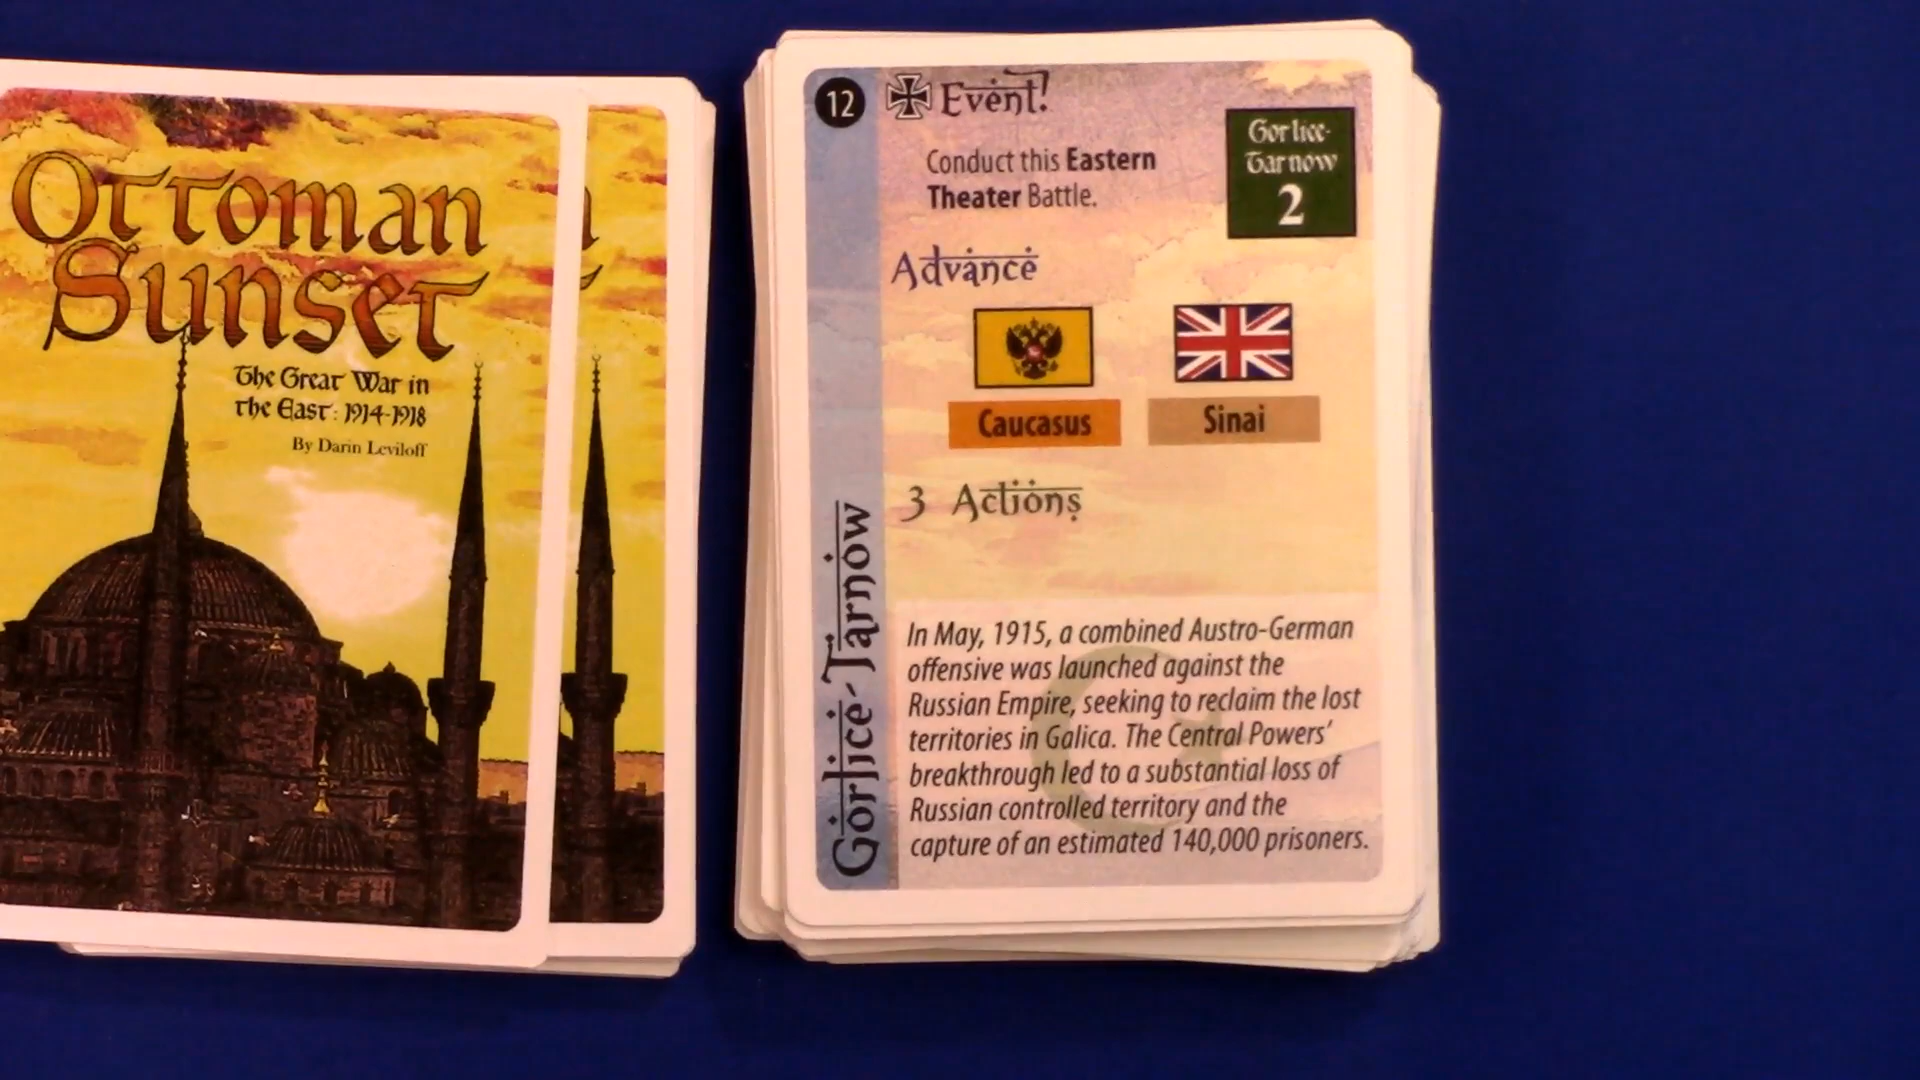 Ottoman
Sunset
The Great War in
the East: 1914-1918
By Darin Leviloff
12
Event!
Conduct this Eastern
Theater Battle.
Gorlice-
Tarnow
2
Advance
Caucasus
Sinai
3 Actions
Gorlice-Tarnow
In May, 1915, a combined Austro-German
offensive was launched against the
Russian Empire, seeking to reclaim the lost
territories in Galica. The Central Powers'
breakthrough led to a substantial loss of
Russian controlled territory and the
capture of an estimated 140,000 prisoners.